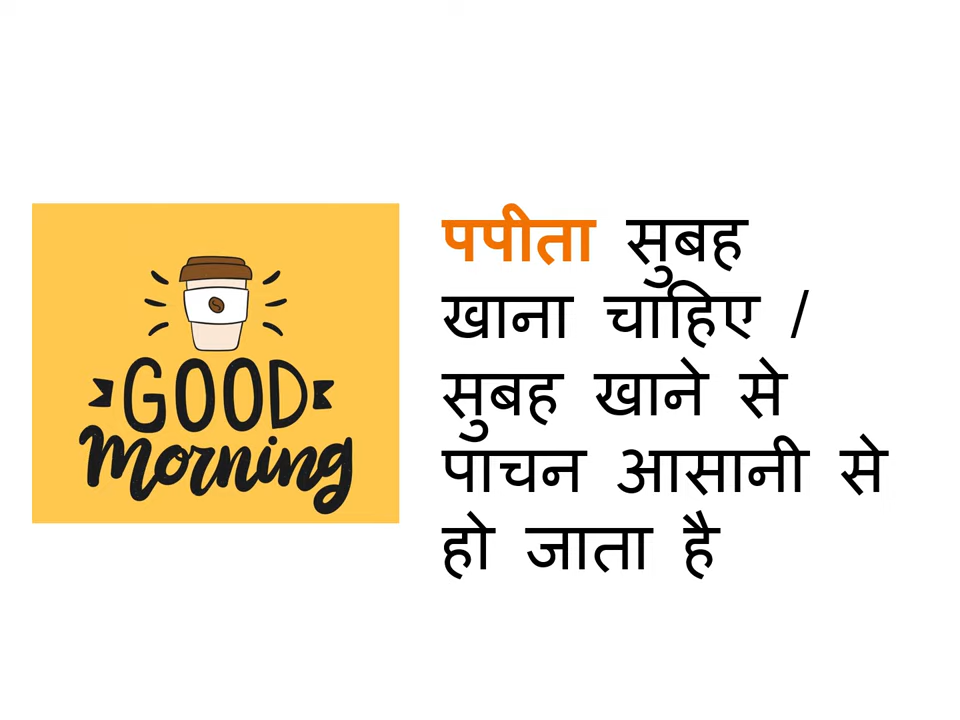 GOOD
Morning
पपीता सुबह
खाना चाहिए /
सुबह खाने से
पाचन आसानी से
हो जाता है